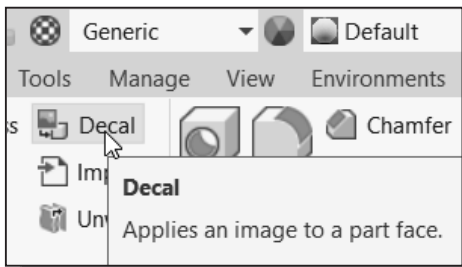 Generic Default
Tools Manage View Environments
Decal Chamfer
Decal
Applies an image to a part face.